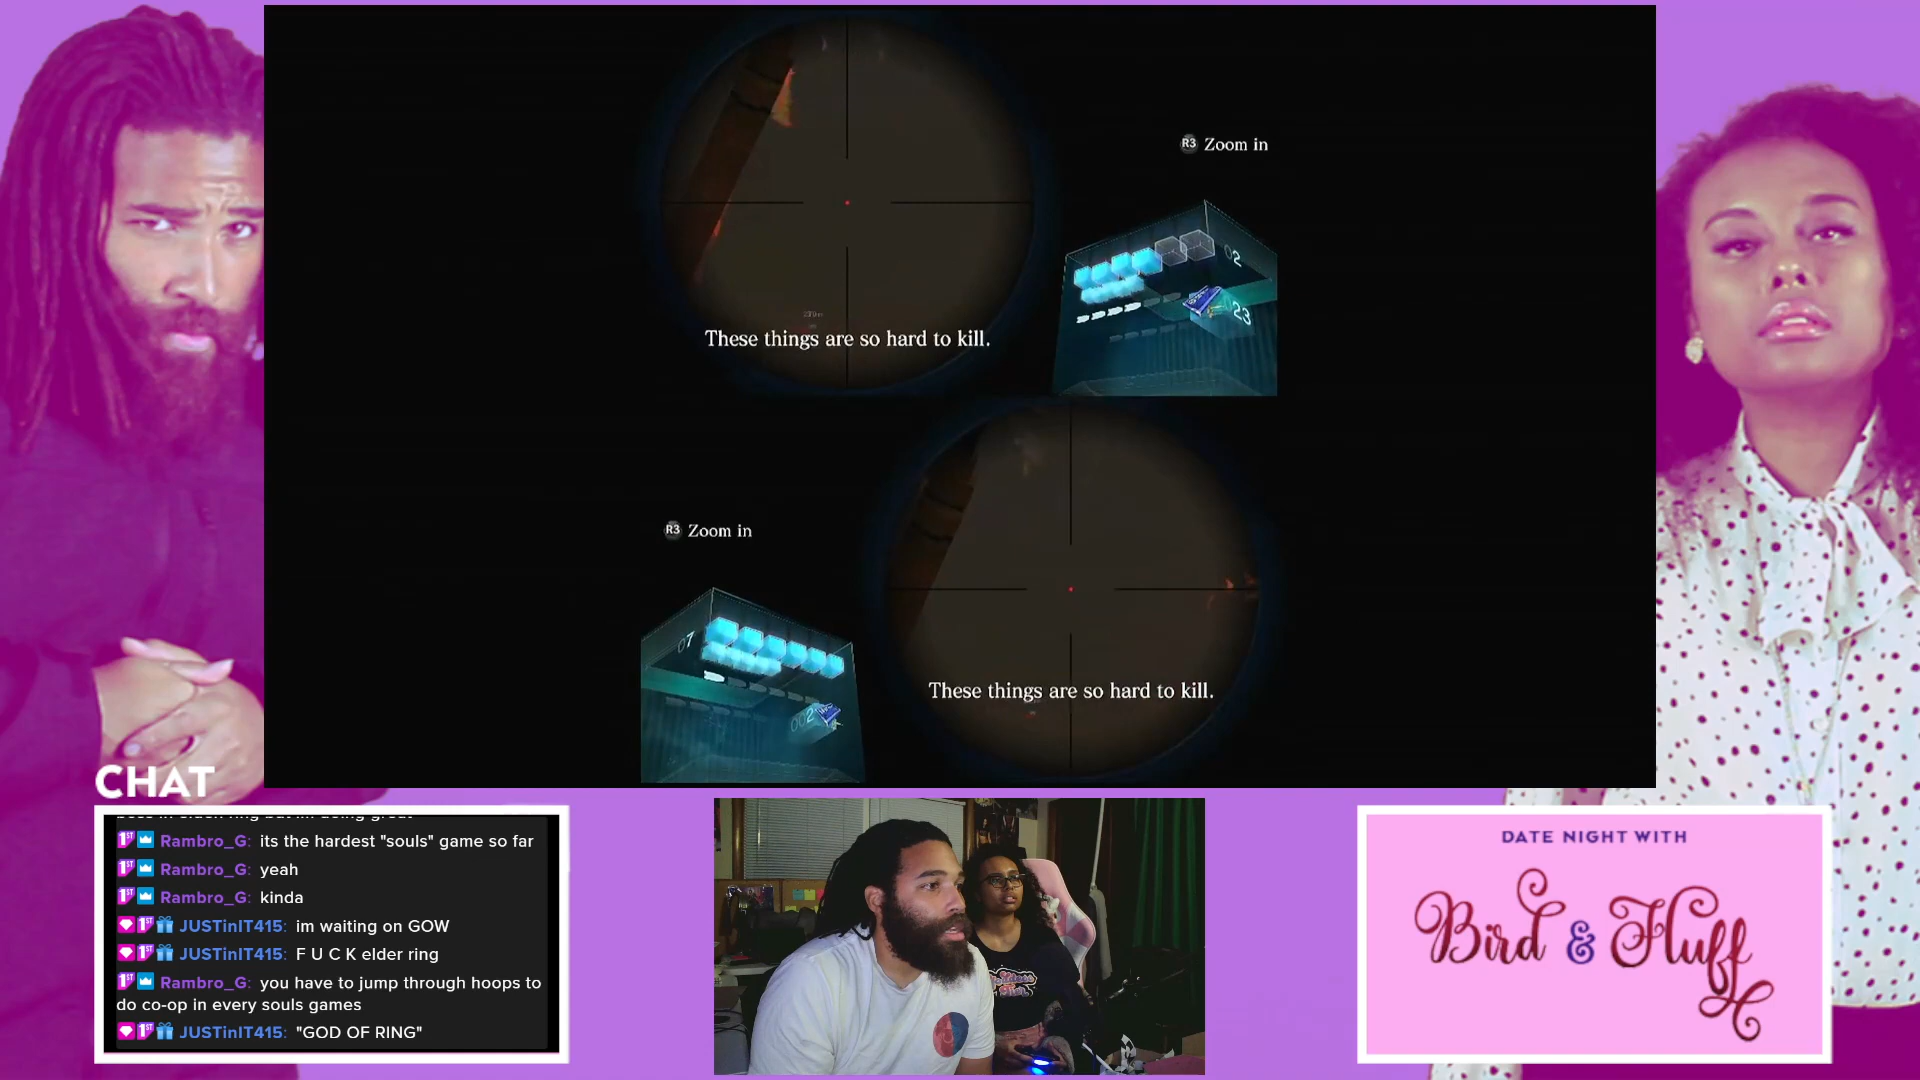 R3 Zoom in
02
23
These things are so hard to kill.
R3 Zoom in
07
002
These things are so hard to kill.
CHAT
Rambro_G: its the hardest "souls" game so far
Rambro_G: yeah
Rambro_G: kinda
JUSTinIT415: im waiting on GOW
JUSTinIT415: F U C K elder ring
Rambro_G: you have to jump through hoops to
do co-op in every souls games
JUSTinIT415: "GOD OF RING"
DATE NIGHT WITH
Bird & Fluff